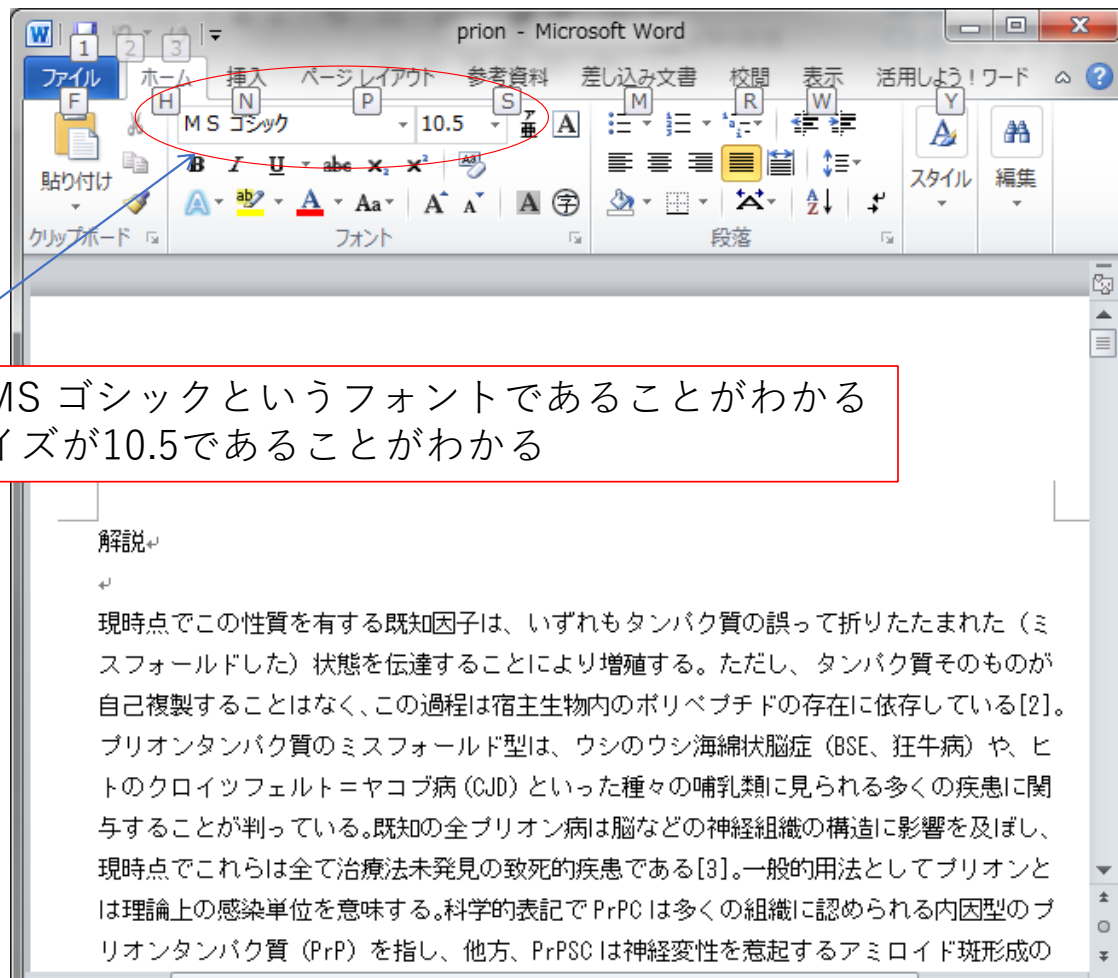 prion - Microsoft Word
1 2 3
ファイル ホーム 挿入 ページ レイアウト 参考資料 差し込み文書 校閲 表示 活用しよう！ワード
F H N P S M R W Y
ＭＳ ゴシック 10.5
貼り付け スタイル 編集
クリップボード フォント 段落
MS ゴシックというフォントであることがわかる
イズが10.5であることがわかる
解説
現時点でこの性質を有する既知因子は、いずれもタンパク質の誤って折りたたまれた（ミ
スフォールドした）状態を伝達することにより増殖する。ただし、タンパク質そのものが
自己複製することはなく、この過程は宿主生物内のポリペプチドの存在に依存している[2]。
プリオンタンパク質のミスフォールド型は、ウシのウシ海綿状脳症（BSE、狂牛病）や、ヒ
トのクロイツフェルト＝ヤコブ病(CJD)といった種々の哺乳類に見られる多くの疾患に関
与することが判っている。既知の全プリオン病は脳などの神経組織の構造に影響を及ぼし、
現時点でこれらは全て治療法未発見の致死的疾患である[3]。一般的用法としてプリオンと
は理論上の感染単位を意味する。科学的表記で PrPC は多くの組織に認められる内因型のプ
リオンタンパク質（PrP）を指し、他方、PrPSC は神経変性を惹起するアミロイド斑形成の